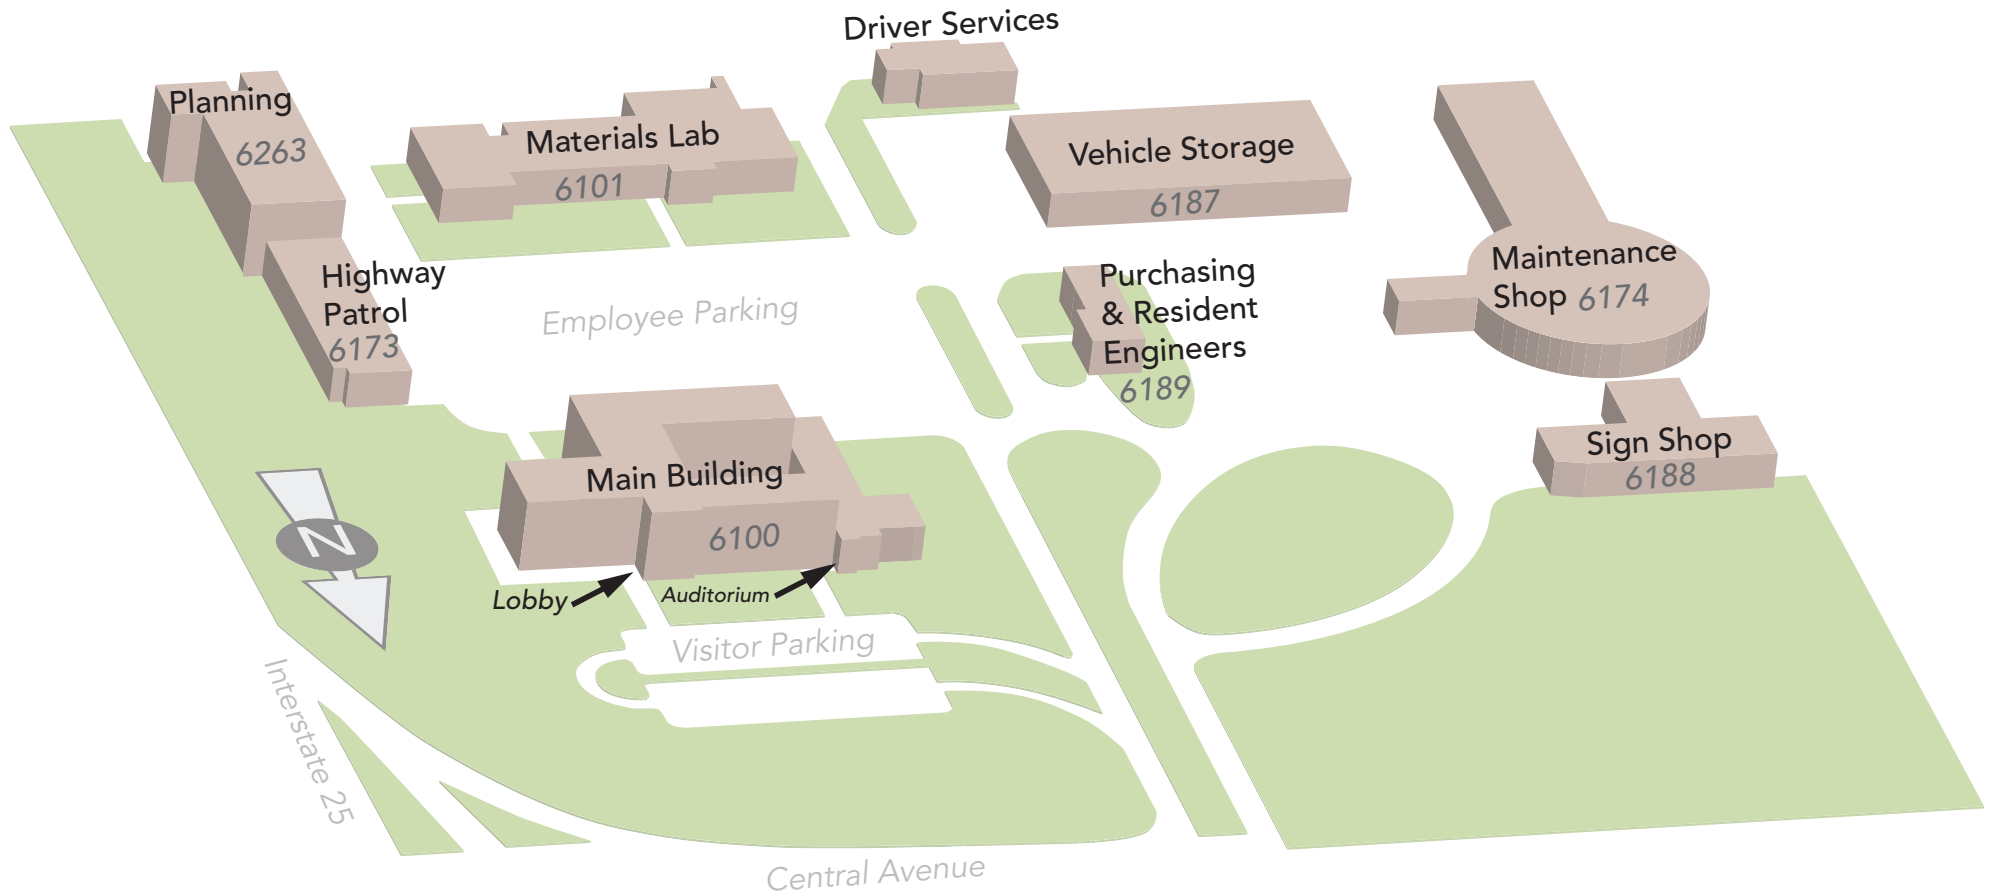 Driver Services
Planning
6263
Materials Lab
6101
Vehicle Storage
6187
Highway
Patrol
6173
Employee Parking
Purchasing
& Resident
Engineers
6189
Maintenance
Shop 6174
Sign Shop
6188
Main Building
6100
N
Lobby
Auditorium
Visitor Parking
Interstate 25
Central Avenue